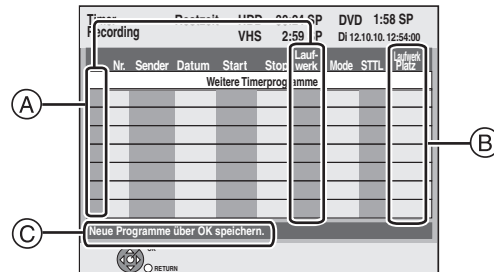 Timer Restzeit HDD SP DVD 1:58 SP
Recording VHS 2:59 SP Di 12.10.10. 12:54:00
Nr. Sender Datum Start Stop Lauf-werk Mode STTL Laufwerk Platz
Weitere Timerprogramme
A
B
C
Neue Programme über OK speichern.
OK
RETURN